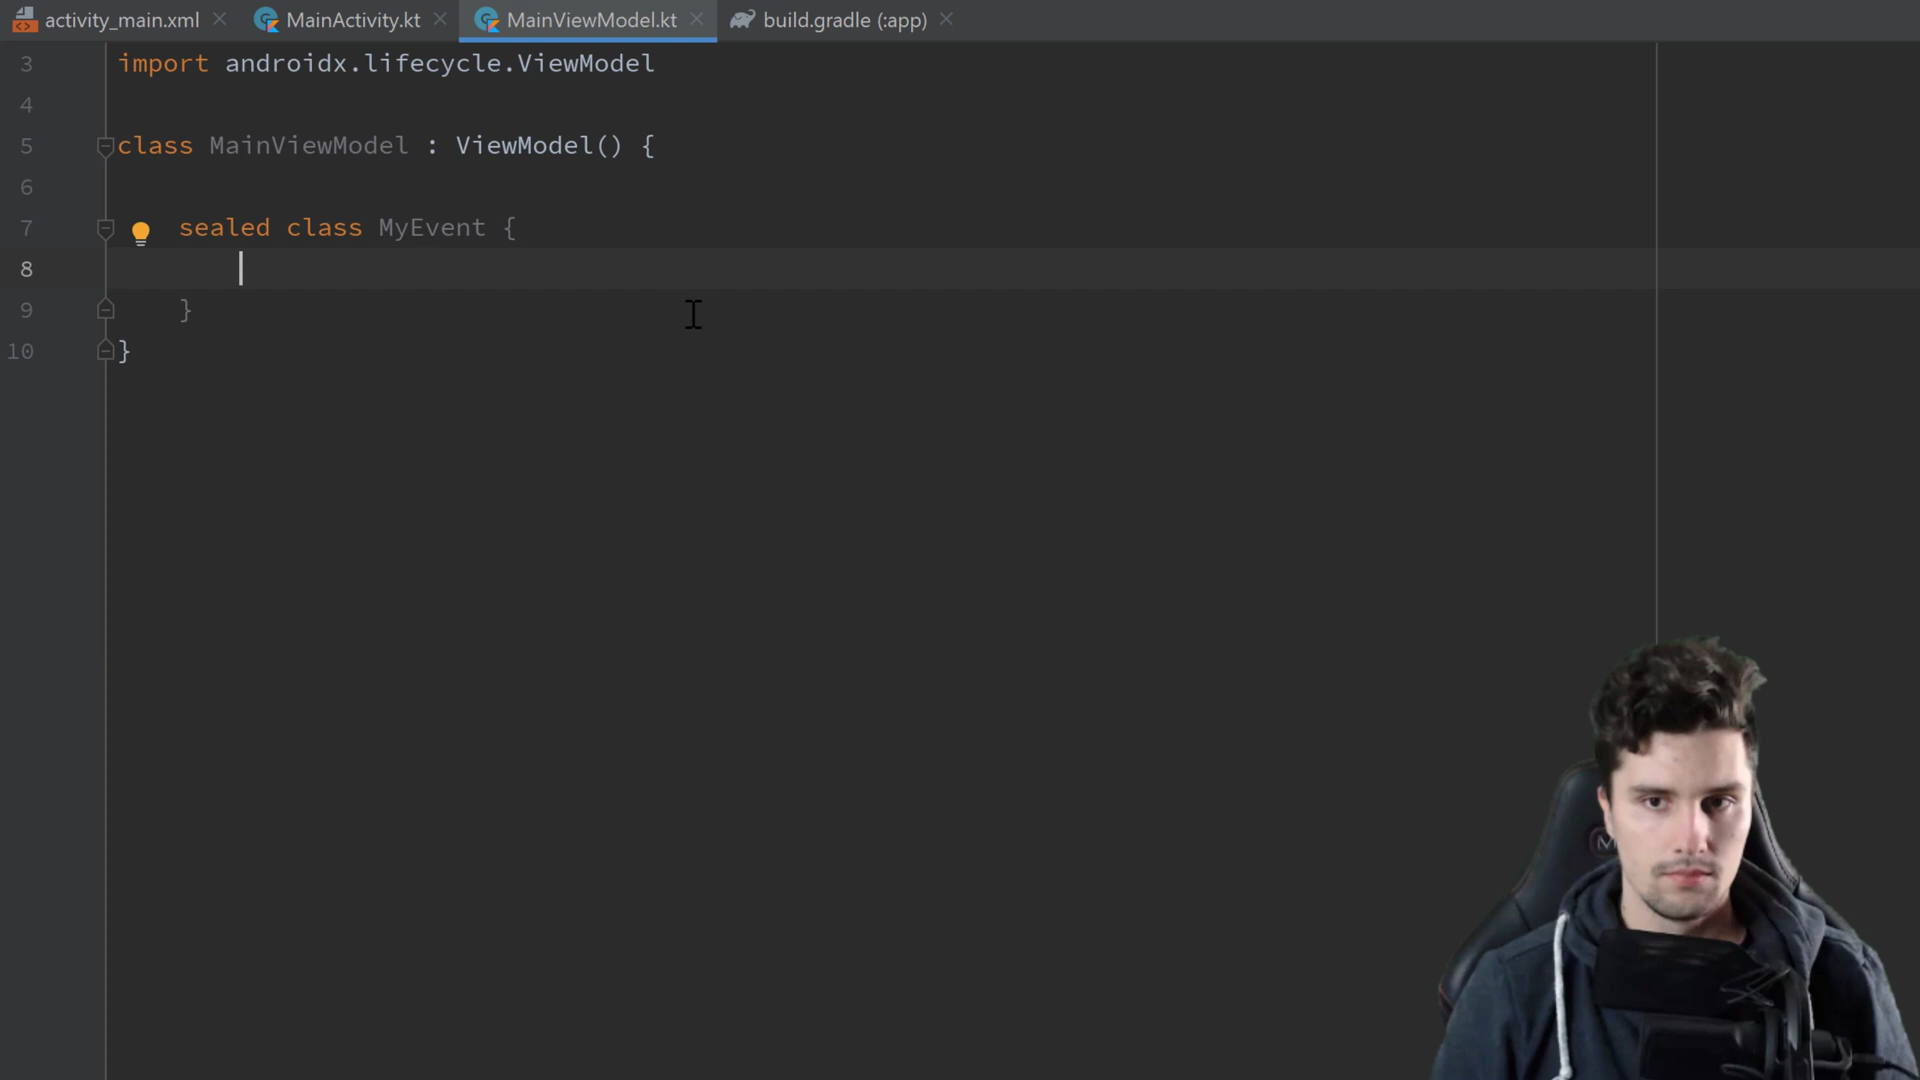 activity_main.xml MainActivity.kt MainViewModel.kt build.gradle (:app)
3 import androidx.lifecycle.ViewModel
4
5 class MainViewModel : ViewModel() {
6
7 sealed class MyEvent {
8
9 }
10 }